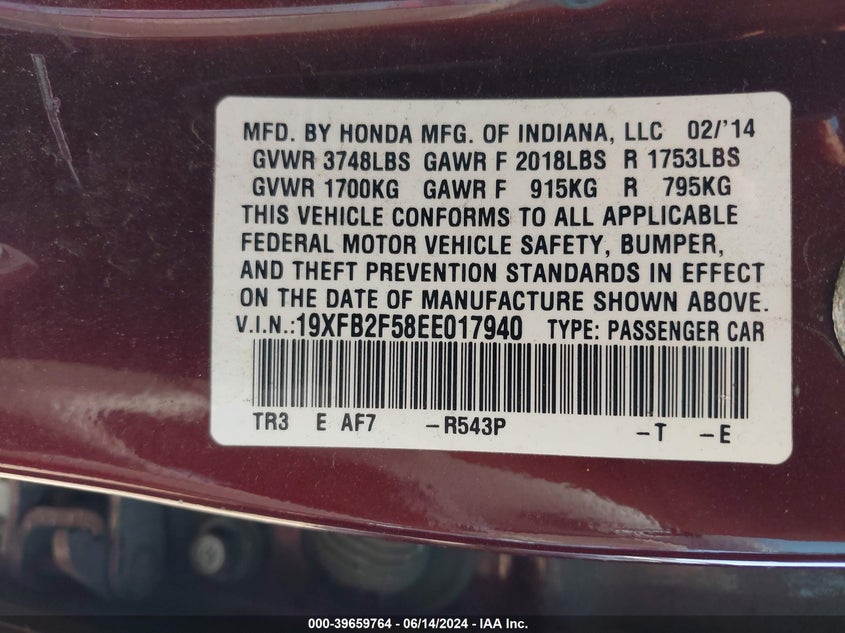 MFD. BY HONDA MFG. OF INDIANA, LLC 02/'14
GVWR 3748LBS GAWR F 2018LBS R 1753LBS
GVWR 1700KG GAWR F 915KG R 795KG
THIS VEHICLE CONFORMS TO ALL APPLICABLE
FEDERAL MOTOR VEHICLE SAFETY, BUMPER,
AND THEFT PREVENTION STANDARDS IN EFFECT
ON THE DATE OF MANUFACTURE SHOWN ABOVE.
V.I.N.:19XFB2F58EE017940 TYPE: PASSENGER CAR
TR3 E AF7 –R543P –T –E
000-39659764 - 06/14/2024 - IAA Inc.